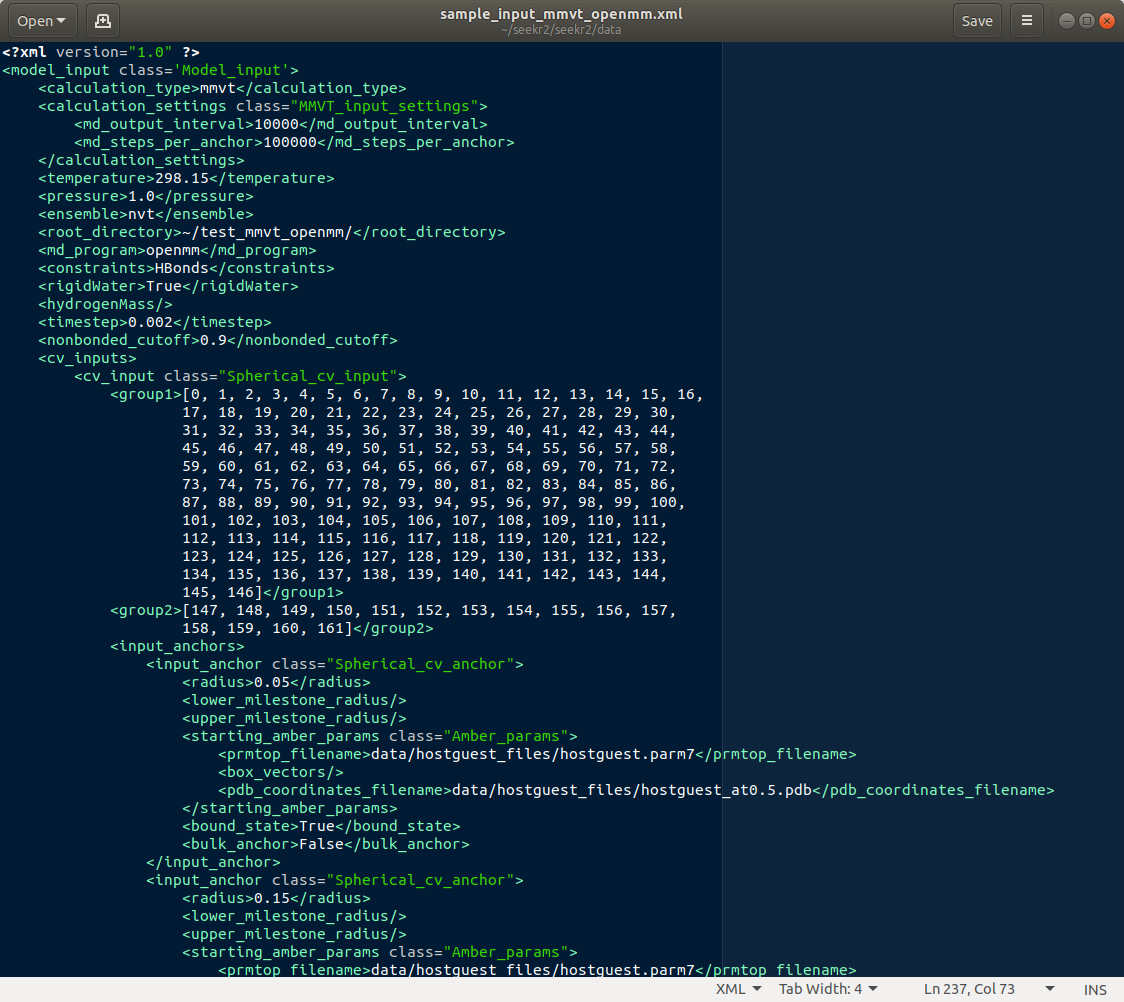 Open
sample_input_mmvt_openmm.xml
~/seekr2/seekr2/data
Save
<?xml version="1.0" ?>
<model_input class='Model_input'>
    <calculation_type>mmvt</calculation_type>
    <calculation_settings class="MMVT_input_settings">
        <md_output_interval>10000</md_output_interval>
        <md_steps_per_anchor>100000</md_steps_per_anchor>
    </calculation_settings>
    <temperature>298.15</temperature>
    <pressure>1.0</pressure>
    <ensemble>nvt</ensemble>
    <root_directory>~/test_mmvt_openmm/</root_directory>
    <md_program>openmm</md_program>
    <constraints>HBonds</constraints>
    <rigidWater>True</rigidWater>
    <hydrogenMass/>
    <timestep>0.002</timestep>
    <nonbonded_cutoff>0.9</nonbonded_cutoff>
    <cv_inputs>
        <cv_input class="Spherical_cv_input">
            <group1>[0, 1, 2, 3, 4, 5, 6, 7, 8, 9, 10, 11, 12, 13, 14, 15, 16,
                    17, 18, 19, 20, 21, 22, 23, 24, 25, 26, 27, 28, 29, 30,
                    31, 32, 33, 34, 35, 36, 37, 38, 39, 40, 41, 42, 43, 44,
                    45, 46, 47, 48, 49, 50, 51, 52, 53, 54, 55, 56, 57, 58,
                    59, 60, 61, 62, 63, 64, 65, 66, 67, 68, 69, 70, 71, 72,
                    73, 74, 75, 76, 77, 78, 79, 80, 81, 82, 83, 84, 85, 86,
                    87, 88, 89, 90, 91, 92, 93, 94, 95, 96, 97, 98, 99, 100,
                    101, 102, 103, 104, 105, 106, 107, 108, 109, 110, 111,
                    112, 113, 114, 115, 116, 117, 118, 119, 120, 121, 122,
                    123, 124, 125, 126, 127, 128, 129, 130, 131, 132, 133,
                    134, 135, 136, 137, 138, 139, 140, 141, 142, 143, 144,
                    145, 146]</group1>
            <group2>[147, 148, 149, 150, 151, 152, 153, 154, 155, 156, 157,
                    158, 159, 160, 161]</group2>
            <input_anchors>
                <input_anchor class="Spherical_cv_anchor">
                    <radius>0.05</radius>
                    <lower_milestone_radius/>
                    <upper_milestone_radius/>
                    <starting_amber_params class="Amber_params">
                        <prmtop_filename>data/hostguest_files/hostguest.parm7</prmtop_filename>
                        <box_vectors/>
                        <pdb_coordinates_filename>data/hostguest_files/hostguest_at0.5.pdb</pdb_coordinates_filename>
                    </starting_amber_params>
                    <bound_state>True</bound_state>
                    <bulk_anchor>False</bulk_anchor>
                </input_anchor>
                <input_anchor class="Spherical_cv_anchor">
                    <radius>0.15</radius>
                    <lower_milestone_radius/>
                    <upper_milestone_radius/>
                    <starting_amber_params class="Amber_params">
                        <prmtop_filename>data/hostguest_files/hostguest.parm7</prmtop_filename>
XML Tab Width: 4 Ln 237, Col 73 INS